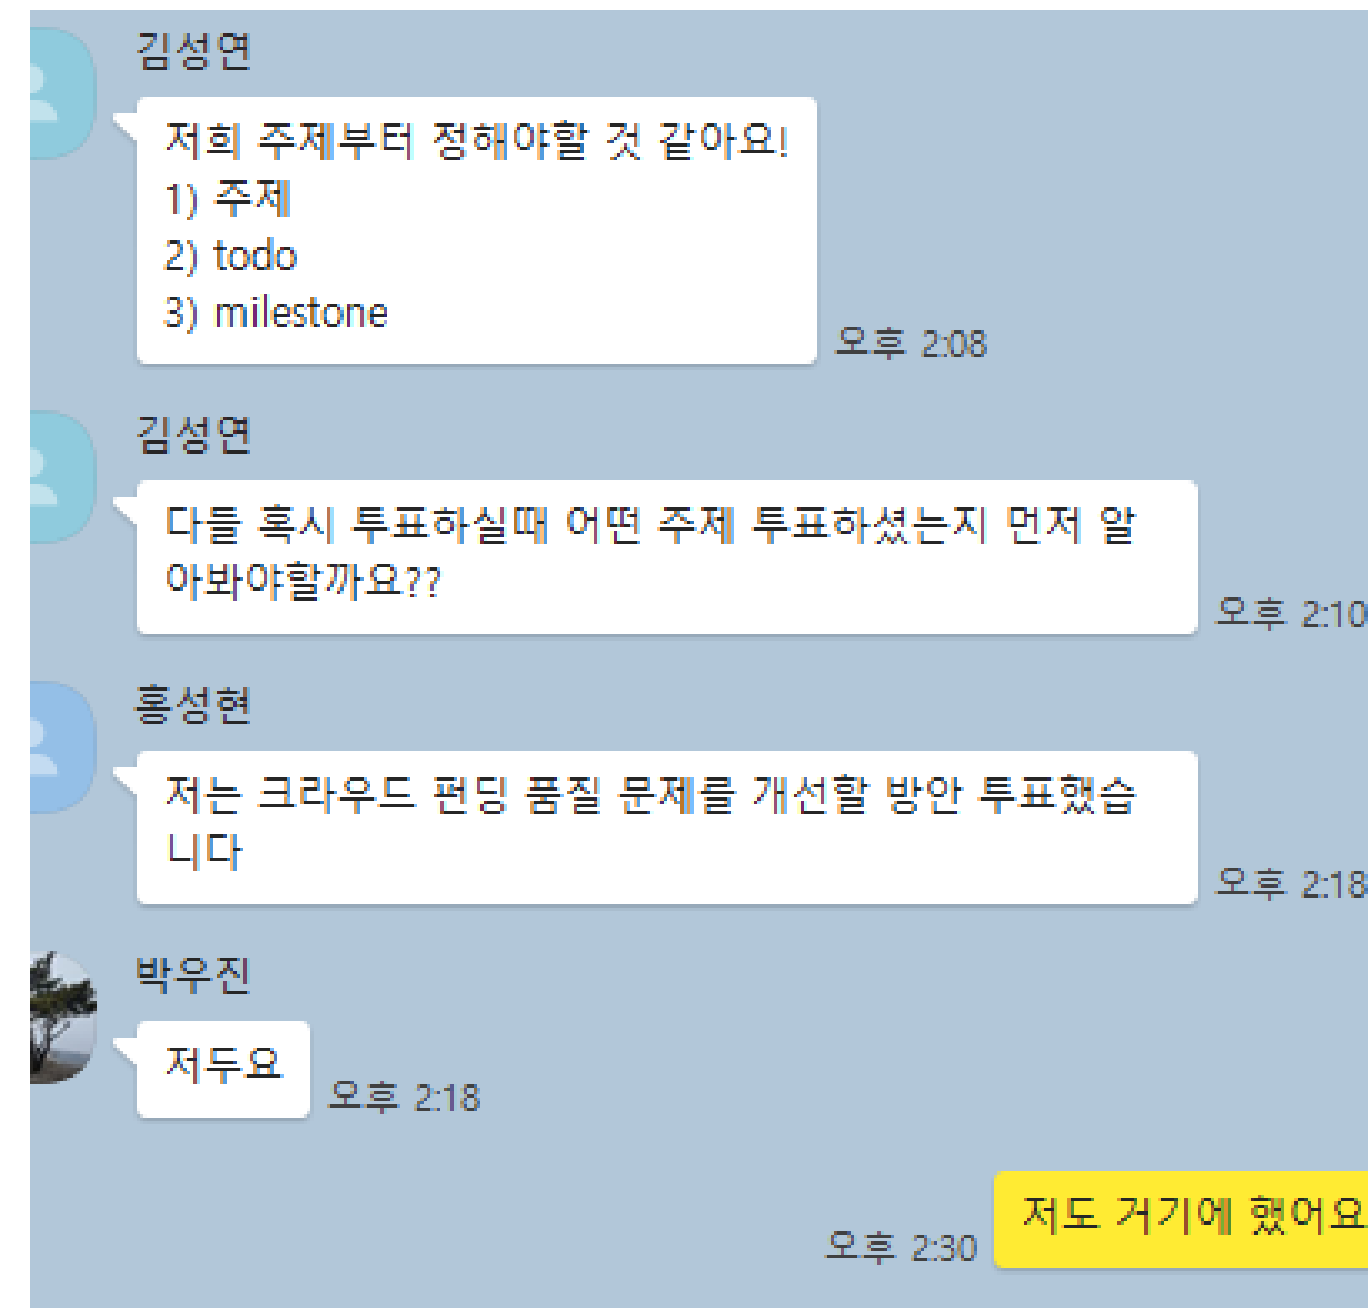 김성연
저희 주제부터 정해야할 것 같아요!
1) 주제
2) todo
3) milestone
오후 2:08
김성연
다들 혹시 투표하실때 어떤 주제 투표하셨는지 먼저 알
아봐야할까요??
오후 2:10
홍성현
저는 크라우드 펀딩 품질 문제를 개선할 방안 투표했습
니다
오후 2:18
박우진
저두요
오후 2:18
저도 거기에 했어요
오후 2:30